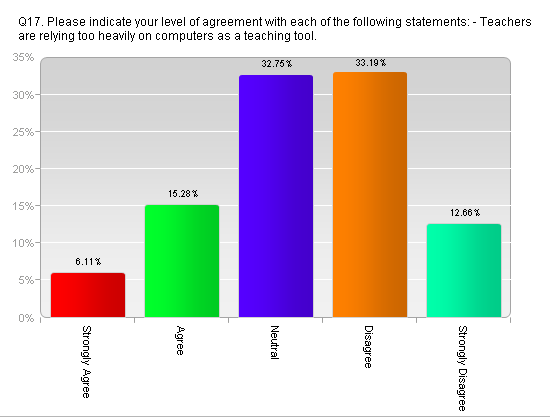 Q17. Please indicate your level of agreement with each of the following statements: - Teachers
are relying too heavily on computers as a teaching tool.
35%
30%
25%
20%
15%
10%
5%
0%
6.11%
15.28%
32.75%
33.19%
12.66%
Strongly Agree
Agree
Neutral
Disagree
Strongly Disagree